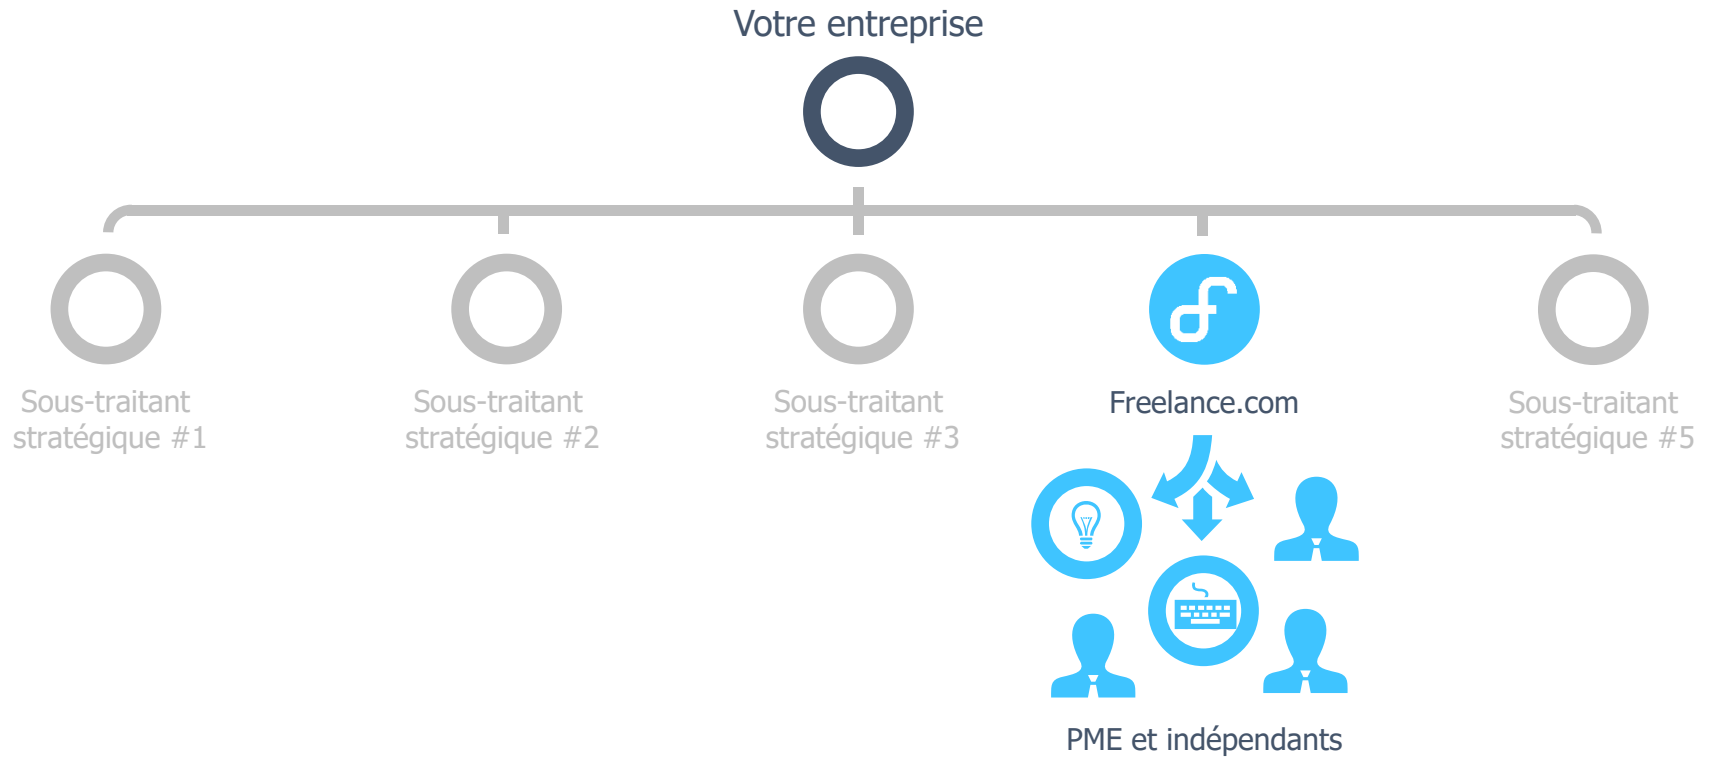 Votre entreprise
Sous-traitant
stratégique #1
Sous-traitant
stratégique #2
Sous-traitant
stratégique #3
Freelance.com
Sous-traitant
stratégique #5
PME et indépendants